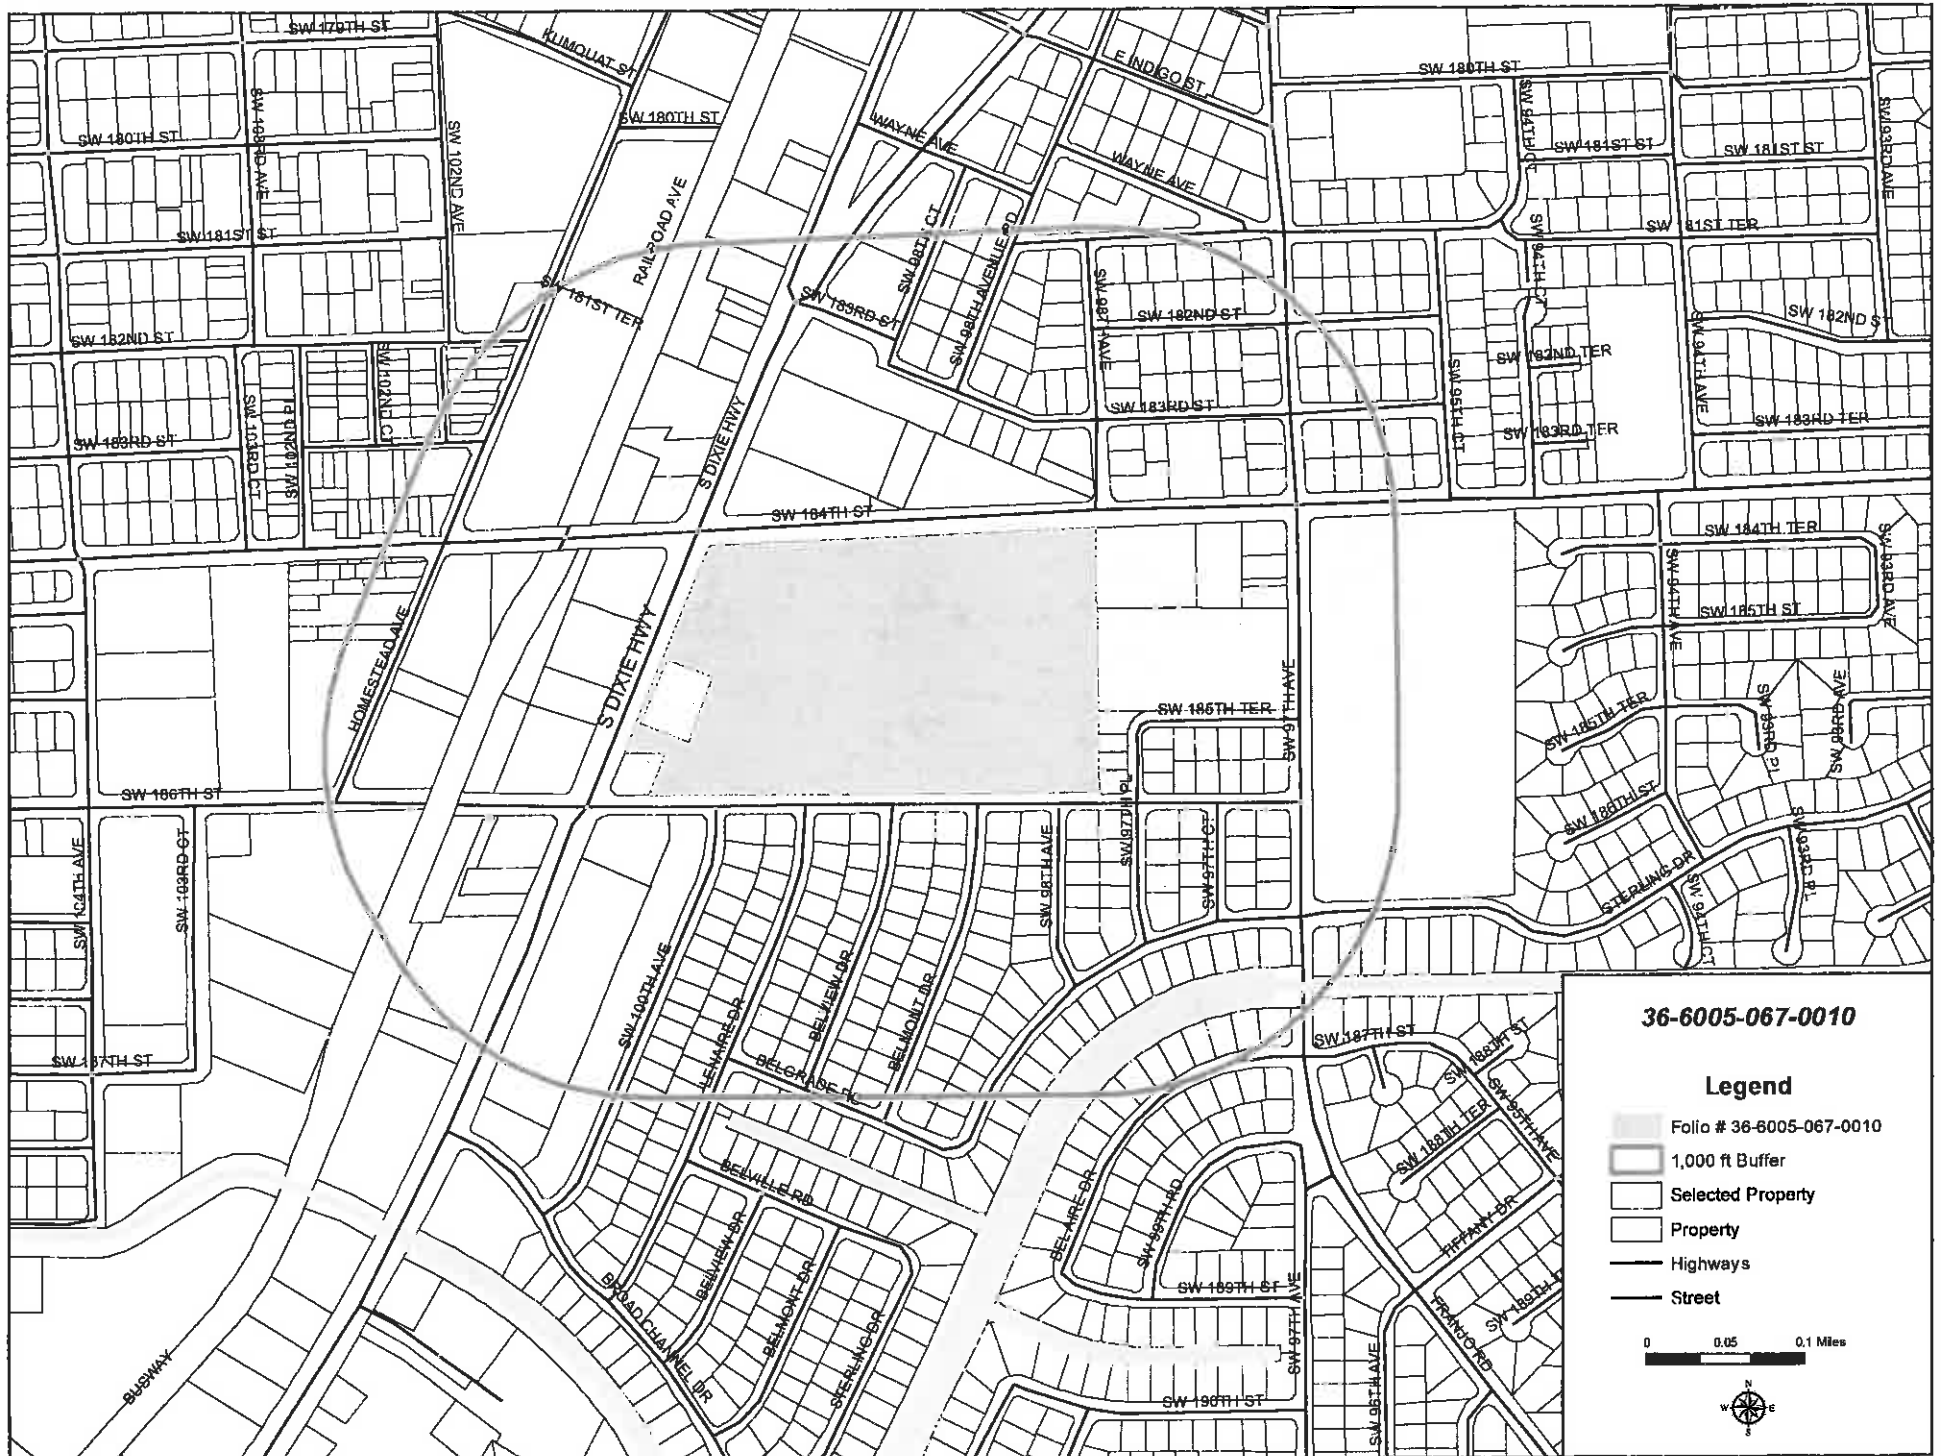 SW 179TH ST
KUMQUAT ST
E INDIGO ST
SW 180TH ST
SW 180TH ST
SW 103RD AVE
SW 102ND AVE
SW 180TH ST
WAYNE AVE
WAYNE AVE
SW 94TH CT
SW 181ST ST
SW 181ST ST
SW 93RD AVE
SW 181ST ST
RAILROAD AVE
SW 98TH CT
SW 98TH AVENUE RD
SW 181ST TER
SW 94TH CT
SW 181ST TER
SW 183RD ST
SW 98TH AVE
SW 182ND ST
SW 182ND ST
SW 182ND ST
SW 102ND CT
SW 182ND TER
SW 94TH AVE
SW 95TH CT
SW 183RD ST
SW 103RD CT
SW 102ND PL
S DIXIE HWY
SW 183RD ST
SW 183RD TER
SW 183RD TER
SW 184TH ST
SW 184TH TER
SW 94TH AVE
SW 93RD AVE
SW 185TH ST
HOMESTEAD AVE
S DIXIE HWY
SW 97TH AVE
SW 185TH TER
SW 185TH TER
SW 93RD PL
SW 93RD AVE
SW 186TH ST
SW 186TH ST
SW 104TH AVE
SW 103RD CT
SW 98TH AVE
SW 97TH PL
SW 97TH CT
STERLING DR
SW 94TH CT
SW 93RD PL
SW 100TH AVE
LENAIRE DR
BELVIEW DR
BELMONT DR
SW 187TH ST
BELGRADE RD
SW 187TH ST
SW 188TH ST
SW 95TH AVE
SW 188TH TER
BELVILLE RD
BELVIEW DR
BELMONT DR
BELAIRE DR
SW 99TH RD
TIFFANY DR
BROAD CHANNEL DR
STERLING DR
SW 189TH ST
SW 97TH AVE
FRANJO RD
BUSWAY
SW 190TH ST
SW 96TH AVE
36-6005-067-0010
Legend
Folio # 36-6005-067-0010
1,000 ft Buffer
Selected Property
Property
Highways
Street
0 0.05 0.1 Miles
N
W E
S